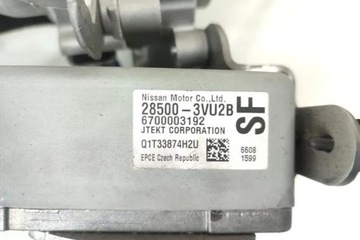 Nissan Motor Co.,Ltd.
28500-3VU2B
6700003192
JTEKT CORPORATION
Q1T33874H2U
EPCE Czech Republic
6608
1599
SF